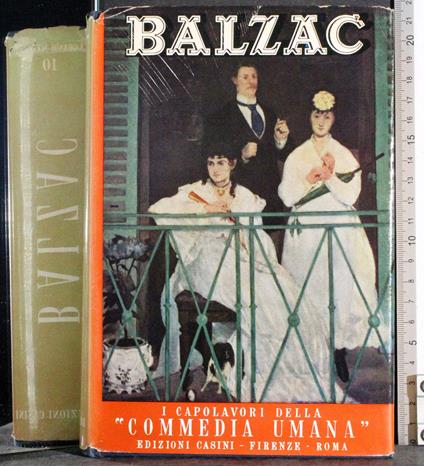 BALZAC
I CAPOLAVORI DELLA
"COMMEDIA UMANA"
EDIZIONI CASINI - FIRENZE - ROMA
10
BALZAC